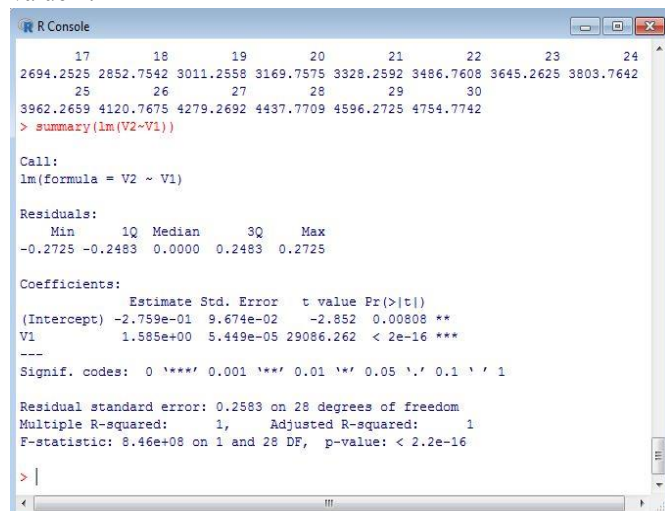 R Console
17 18 19 20 21 22 23 24
2694.2525 2852.7542 3011.2558 3169.7575 3328.2592 3486.7608 3645.2625 3803.7642
25 26 27 28 29 30
3962.2659 4120.7675 4279.2692 4437.7709 4596.2725 4754.7742
> summary(lm(V2~V1))
Call:
lm(formula = V2 ~ V1)
Residuals:
Min 1Q Median 3Q Max
-0.2725 -0.2483 0.0000 0.2483 0.2725
Coefficients:
Estimate Std. Error t value Pr(>|t|)
(Intercept) -2.759e-01 9.674e-02 -2.852 0.00808 **
V1 1.585e+00 5.449e-05 29086.262 < 2e-16 ***
---
Signif. codes: 0 '***' 0.001 '**' 0.01 '*' 0.05 '.' 0.1 ' ' 1
Residual standard error: 0.2583 on 28 degrees of freedom
Multiple R-squared: 1, Adjusted R-squared: 1
F-statistic: 8.46e+08 on 1 and 28 DF, p-value: < 2.2e-16
>